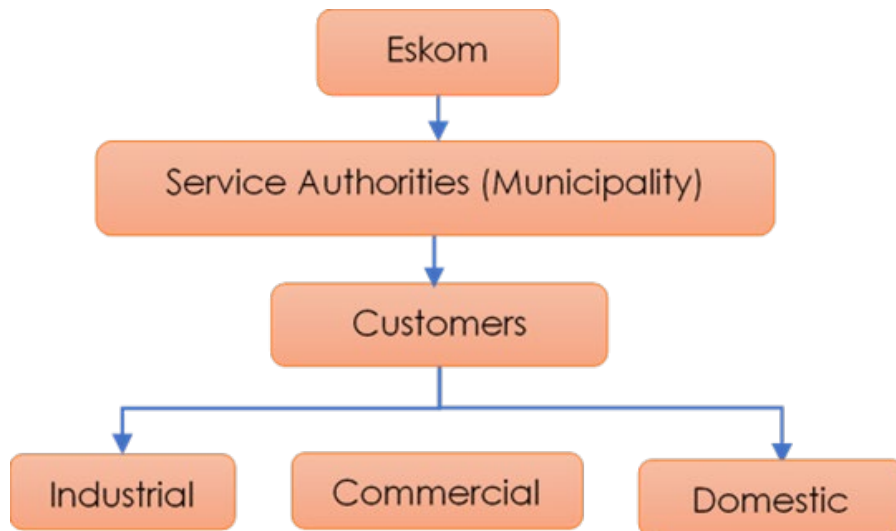 Eskom
Service Authorities (Municipality)
Customers
Industrial
Commercial
Domestic